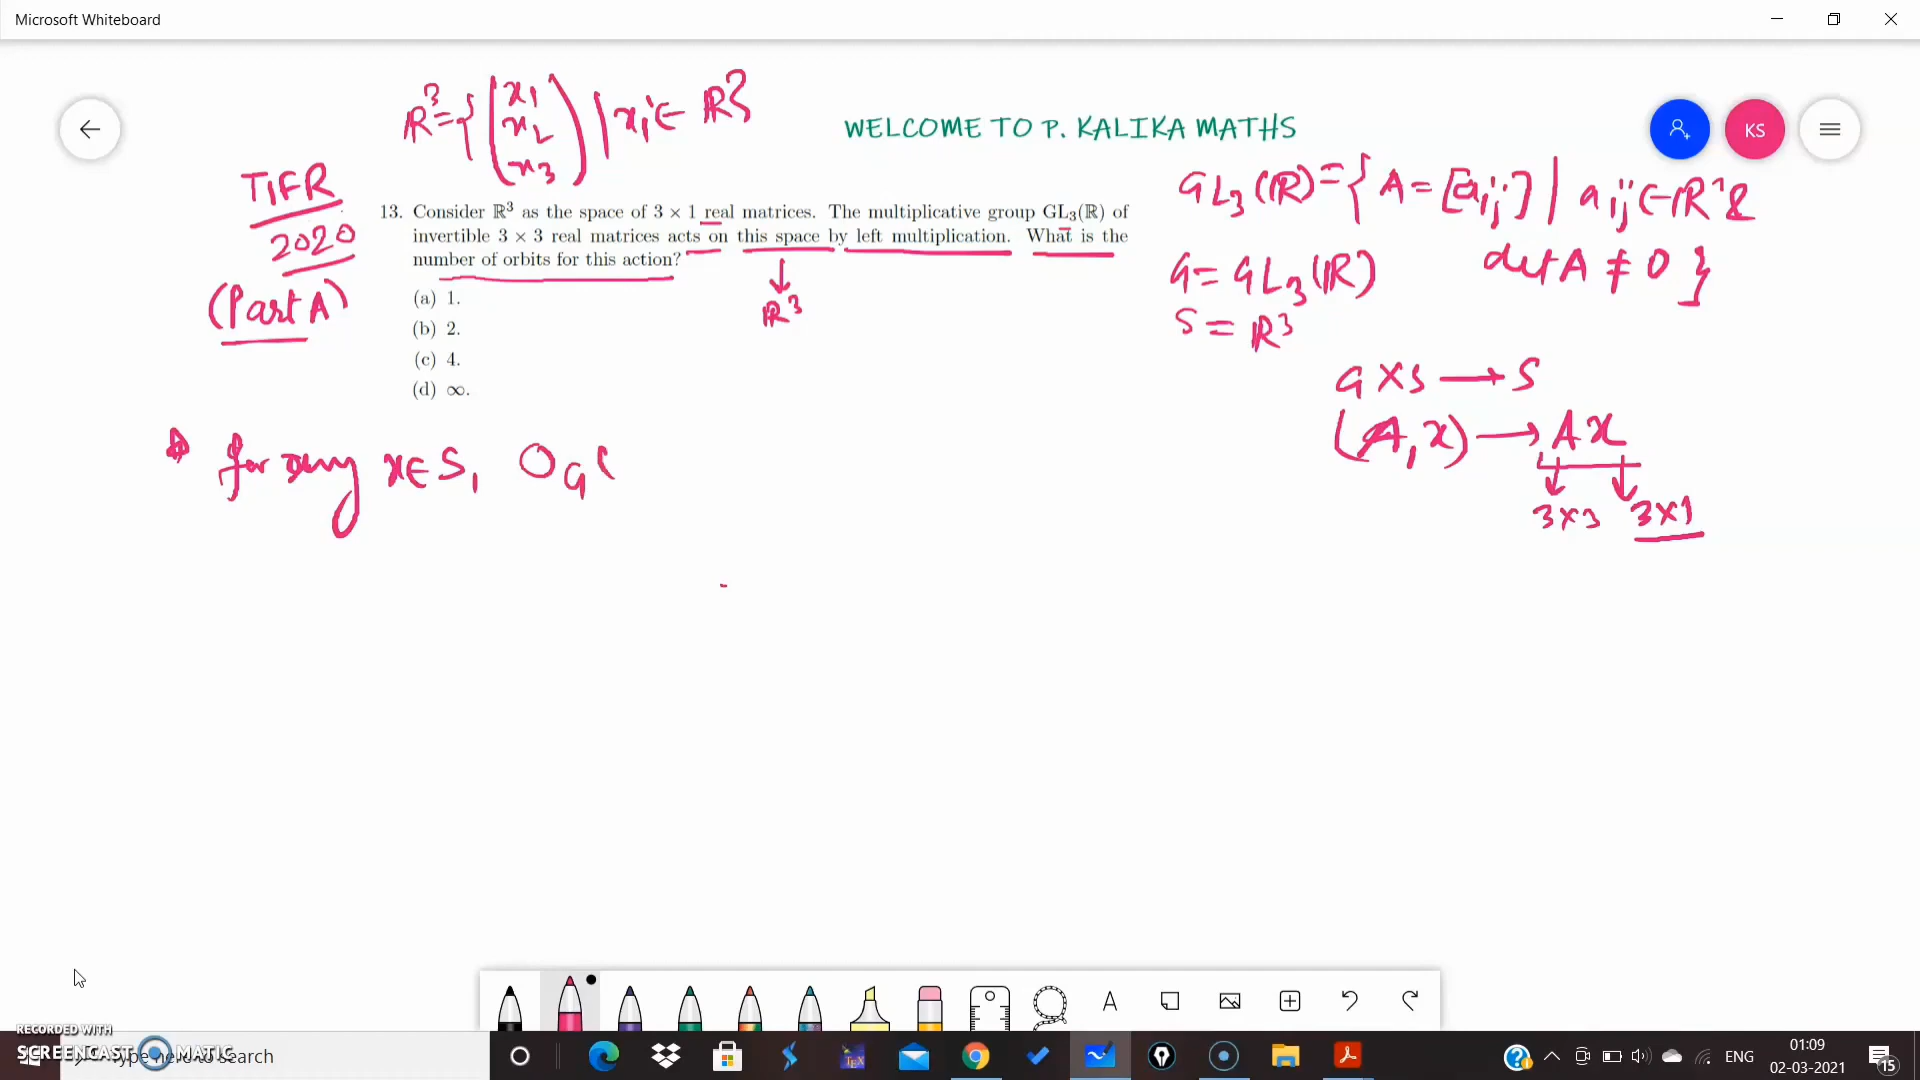 Microsoft Whiteboard
ℝ³ = { (x₁ x₂ x₃) | xᵢ ∈ ℝ }
WELCOME TO P. KALIKA MATHS
KS
TIFR
2020
(Part A)
13. Consider ℝ³ as the space of 3 × 1 real matrices. The multiplicative group GL₃(ℝ) of
invertible 3 × 3 real matrices acts on this space by left multiplication. What is the
number of orbits for this action?
(a) 1.
(b) 2.
(c) 4.
(d) ∞.
ℝ³
GL₃(ℝ) = { A = [aᵢⱼ] | aᵢⱼ ∈ ℝ &
det A ≠ 0 }
G = GL₃(ℝ)
S = ℝ³
G × S → S
(A, x) → Ax
3×3 3×1
for any x ∈ S, O_G(
A
RECORDED WITH
SCREENCAST MATIC
Type here to search
ENG
01:09
02-03-2021
15